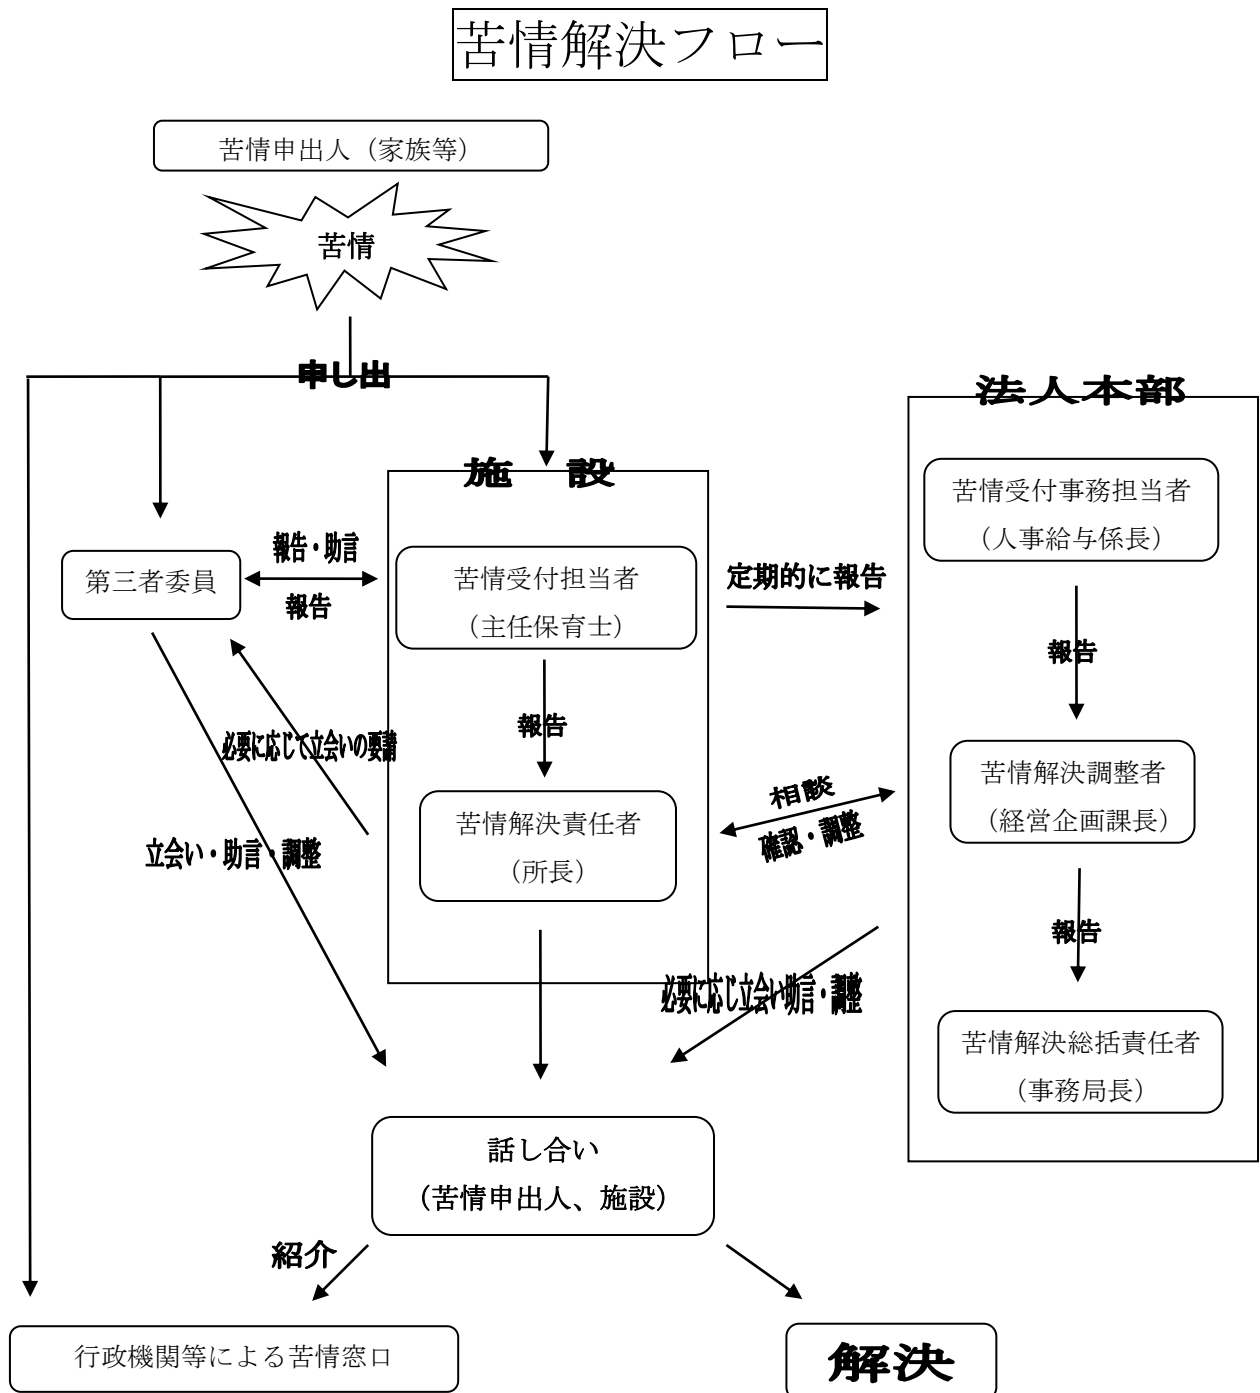 苦情解決フロー
苦情申出人（家族等）
苦情
申し出
法人本部
施　設
苦情受付事務担当者
（人事給与係長）
報告・助言
第三者委員
報告
苦情受付担当者
（主任保育士）
定期的に報告
報告
報告
必要に応じて立会いの要請
苦情解決調整者
（経営企画課長）
相談
確認・調整
苦情解決責任者
（所長）
立会い・助言・調整
報告
必要に応じ立会い助言・調整
苦情解決総括責任者
（事務局長）
話し合い
（苦情申出人、施設）
紹介
行政機関等による苦情窓口
解決